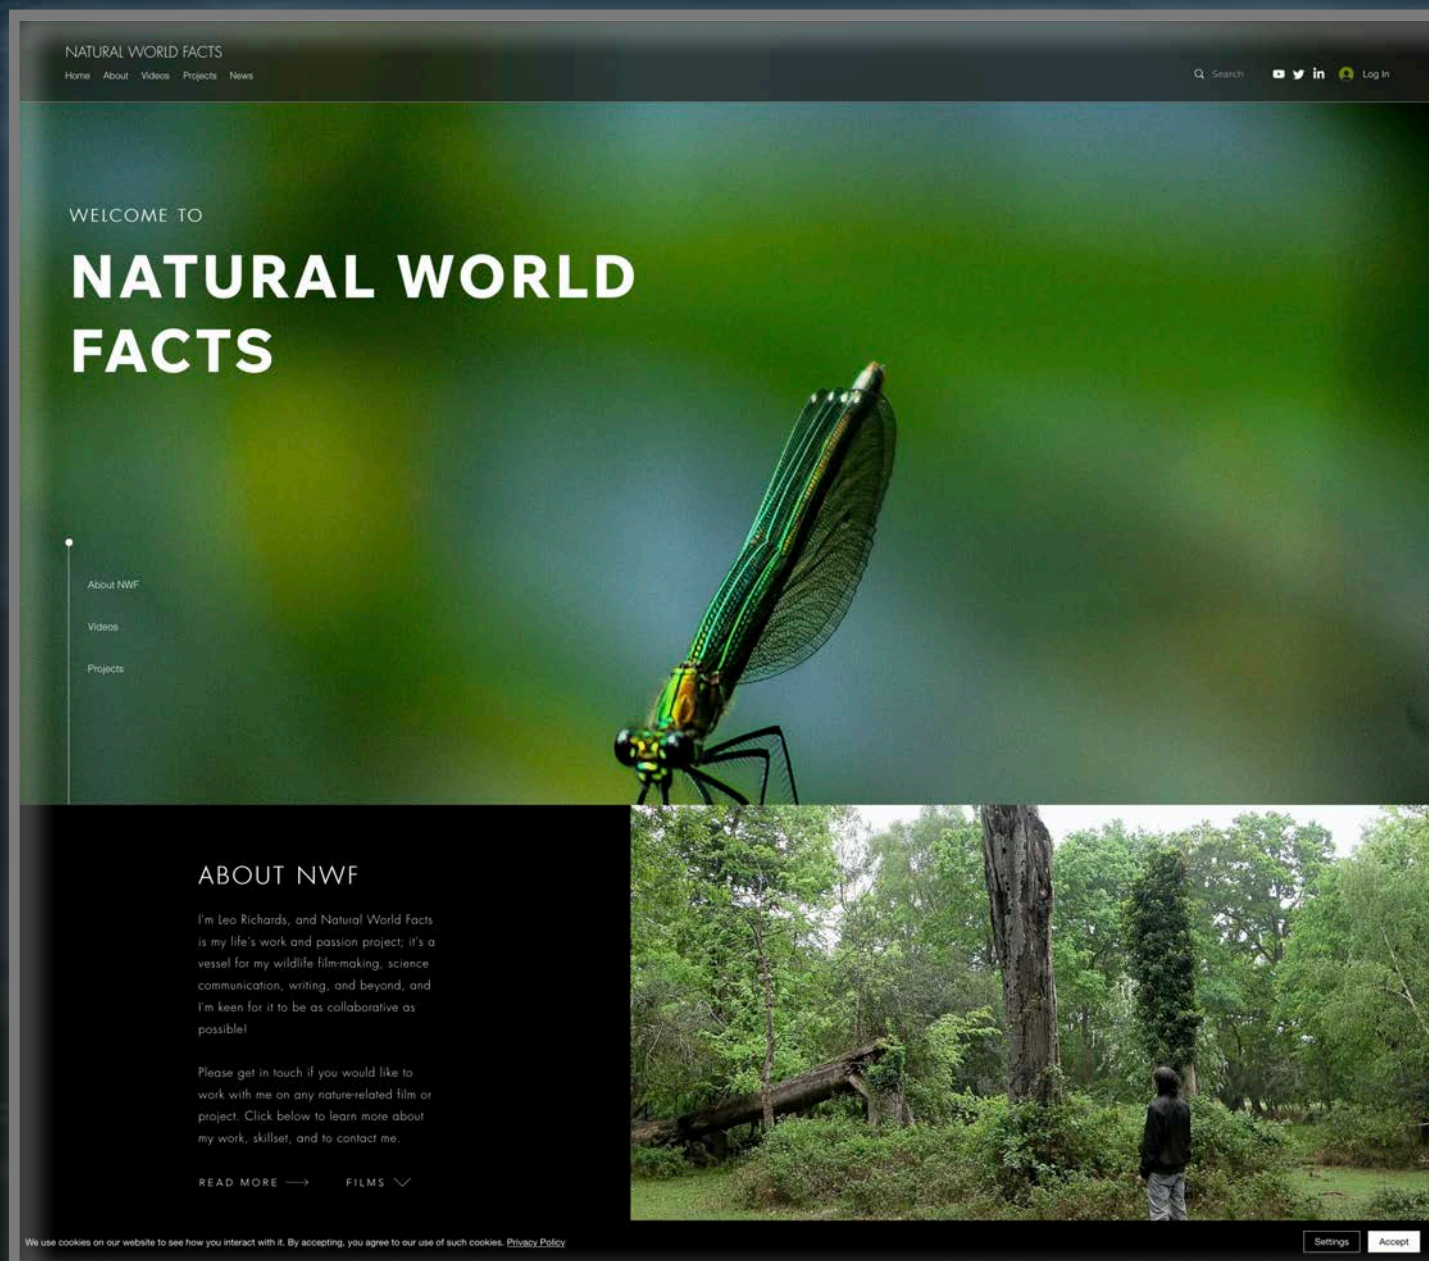 NATURAL WORLD FACTS
Home About Videos Projects News
Search
Log In
WELCOME TO
NATURAL WORLD
FACTS
About NWF
Videos
Projects
ABOUT NWF
I'm Leo Richards, and Natural World Facts
is my life's work and passion project; it's a
vessel for my wildlife film-making, science
communication, writing, and beyond, and
I'm keen for it to be as collaborative as
possible!
Please get in touch if you would like to
work with me on any nature-related film or
project. Click below to learn more about
my work, skillset, and to contact me.
READ MORE FILMS
We use cookies on our website to see how you interact with it. By accepting, you agree to our use of such cookies. Privacy Policy
Settings
Accept